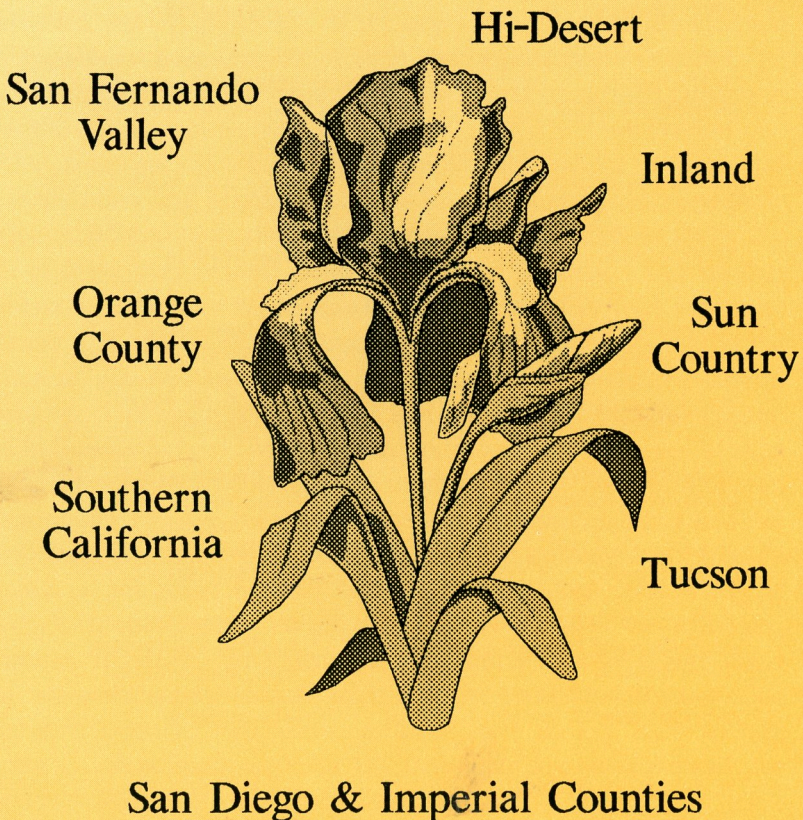 Hi-Desert
San Fernando
Valley
Inland
Orange
County
Sun
Country
Southern
California
Tucson
San Diego & Imperial Counties